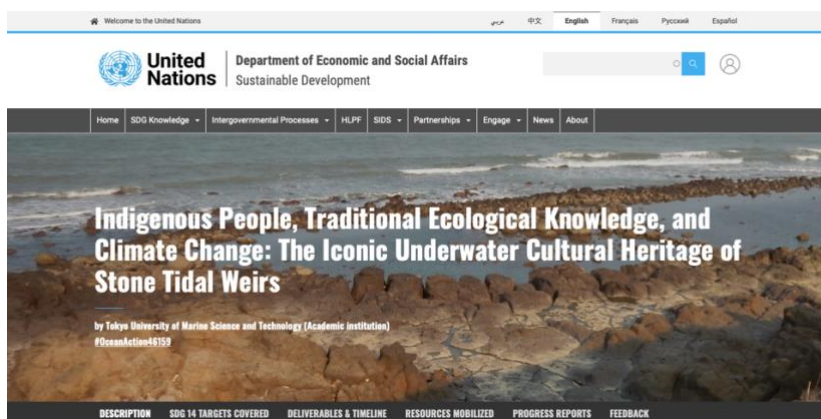 Welcome to the United Nations
عربي 中文 English Français Русский Español
United Nations
Department of Economic and Social Affairs
Sustainable Development
Home SDG Knowledge Intergovernmental Processes HLPF SIDS Partnerships Engage News About
Indigenous People, Traditional Ecological Knowledge, and
Climate Change: The Iconic Underwater Cultural Heritage of
Stone Tidal Weirs
by Tokyo University of Marine Science and Technology (Academic institution)
#OceanAction46159
DESCRIPTION SDG 14 TARGETS COVERED DELIVERABLES & TIMELINE RESOURCES MOBILIZED PROGRESS REPORTS FEEDBACK